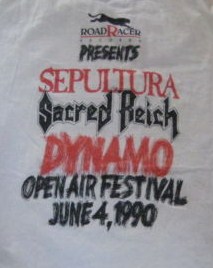 ROADRACER
RECORDS
PRESENTS
SEPULTURA
Sacred Reich
DYNAMO
OPEN AIR FESTIVAL
JUNE 4, 1990